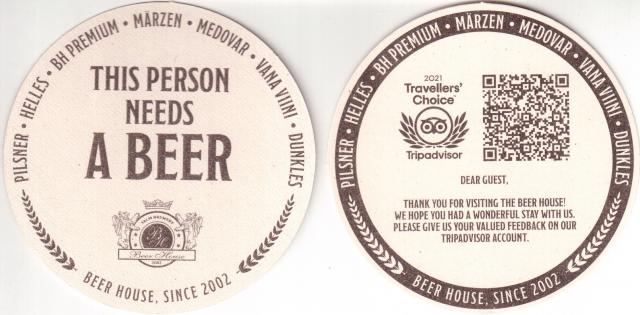 PILSNER • HELLES • BH PREMIUM • MÄRZEN • MEDOVAR • VANA VIINI • DUNKLES
THIS PERSON
NEEDS
A BEER
Beer House
2002
BEER HOUSE, SINCE 2002
PILSNER • HELLES • BH PREMIUM • MÄRZEN • MEDOVAR • VANA VIINI • DUNKLES
2021
Travellers'
Choice
Tripadvisor
DEAR GUEST,
THANK YOU FOR VISITING THE BEER HOUSE!
WE HOPE YOU HAD A WONDERFUL STAY WITH US.
PLEASE GIVE US YOUR VALUED FEEDBACK ON OUR
TRIPADVISOR ACCOUNT.
BEER HOUSE, SINCE 2002